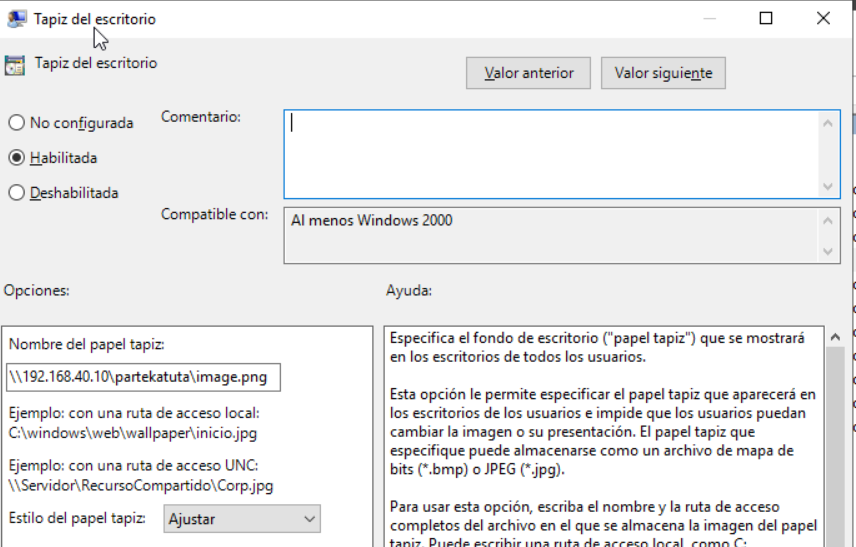 Tapiz del escritorio
Tapiz del escritorio
Valor anterior
Valor siguiente
No configurada
Comentario:
Habilitada
Deshabilitada
Compatible con:
Al menos Windows 2000
Opciones:
Ayuda:
Nombre del papel tapiz:
\\192.168.40.10\partekatuta\image.png
Ejemplo: con una ruta de acceso local:
C:\windows\web\wallpaper\inicio.jpg
Ejemplo: con una ruta de acceso UNC:
\\Servidor\RecursoCompartido\Corp.jpg
Estilo del papel tapiz:
Ajustar
Especifica el fondo de escritorio ("papel tapiz") que se mostrará
en los escritorios de todos los usuarios.
Esta opción le permite especificar el papel tapiz que aparecerá en
los escritorios de los usuarios e impide que los usuarios puedan
cambiar la imagen o su presentación. El papel tapiz que
especifique puede almacenarse como un archivo de mapa de
bits (*.bmp) o JPEG (*.jpg).
Para usar esta opción, escriba el nombre y la ruta de acceso
completos del archivo en el que se almacena la imagen del papel
tapiz. Puede escribir una ruta de acceso local, como C: